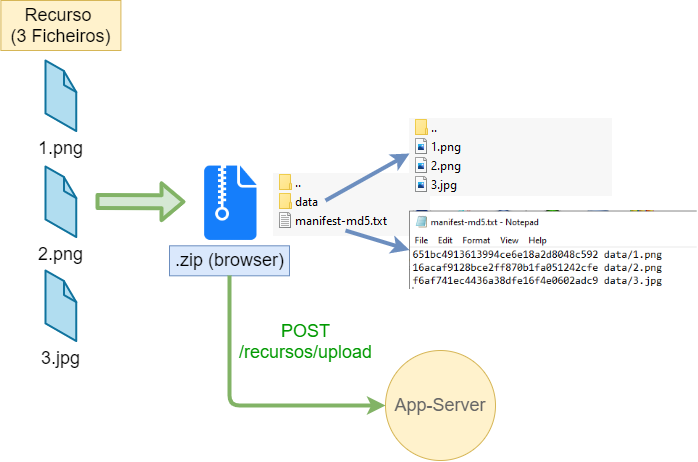 Recurso
(3 Ficheiros)
1.png
2.png
3.jpg
.zip (browser)
..
data
manifest-md5.txt
..
1.png
2.png
3.jpg
manifest-md5.txt - Notepad
File Edit Format View Help
651bc4913613994ce6e18a2d8048c592 data/1.png
16acaf9128bce2ff870b1fa051242cfe data/2.png
f6af741ec4436a38dfe16f4e0602adc9 data/3.jpg
POST
/recursos/upload
App-Server